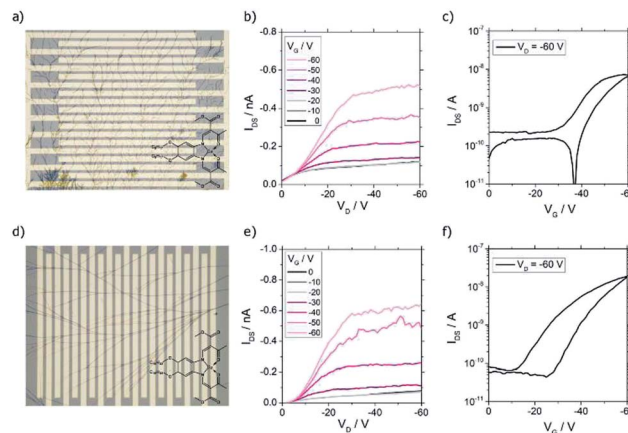 a)
b)
c)
-0.8
-0.6
-0.4
-0.2
0.0
I_DS / nA
V_G / V
-60
-50
-40
-30
-20
-10
0
0
-20
-40
-60
V_D / V
10⁻⁷
10⁻⁸
10⁻⁹
10⁻¹⁰
10⁻¹¹
I_DS / A
V_D = -60 V
0
-20
-40
-60
V_G / V
d)
e)
f)
-1.0
-0.8
-0.6
-0.4
-0.2
0.0
I_DS / nA
V_G / V
0
-10
-20
-30
-40
-50
-60
0
-20
-40
-60
V_D / V
10⁻⁷
10⁻⁸
10⁻⁹
10⁻¹⁰
10⁻¹¹
I_DS / A
V_D = -60 V
0
-20
-40
-60
V_G / V